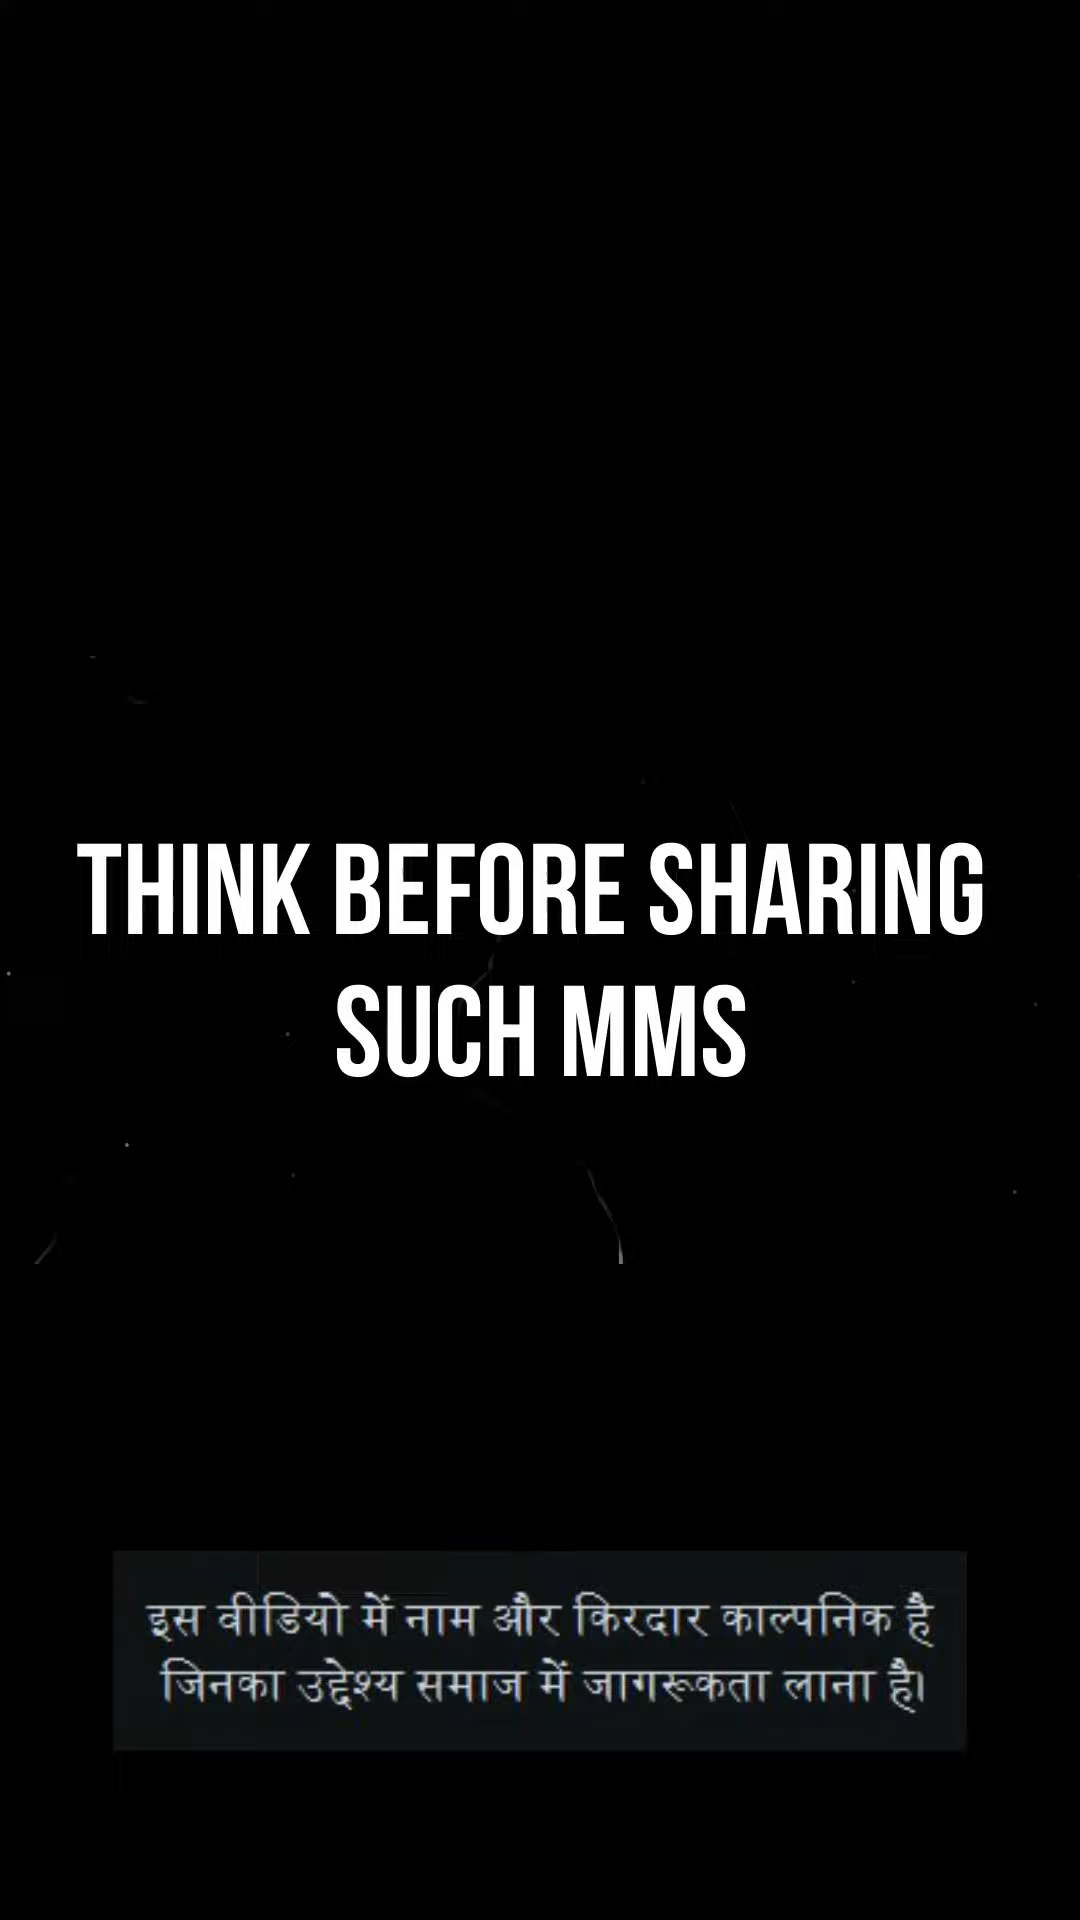 THINK BEFORE SHARING
SUCH MMS
इस वीडियो में नाम और किरदार काल्पनिक है
जिनका उद्देश्य समाज में जागरूकता लाना है।